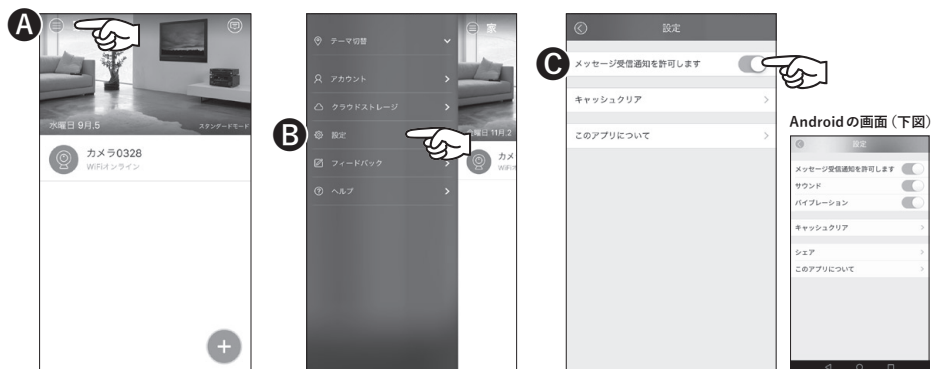 A
水曜日 9月,5
スタンダードモード
カメラ0328
WiFiオンライン
+
B
テーマ切替
アカウント
クラウドストレージ
設定
フィードバック
ヘルプ
家
曜日 11月,2
カメ
C
設定
メッセージ受信通知を許可します
キャッシュクリア
このアプリについて
Androidの画面（下図）
設定
メッセージ受信通知を許可します
サウンド
バイブレーション
キャッシュクリア
シェア
このアプリについて